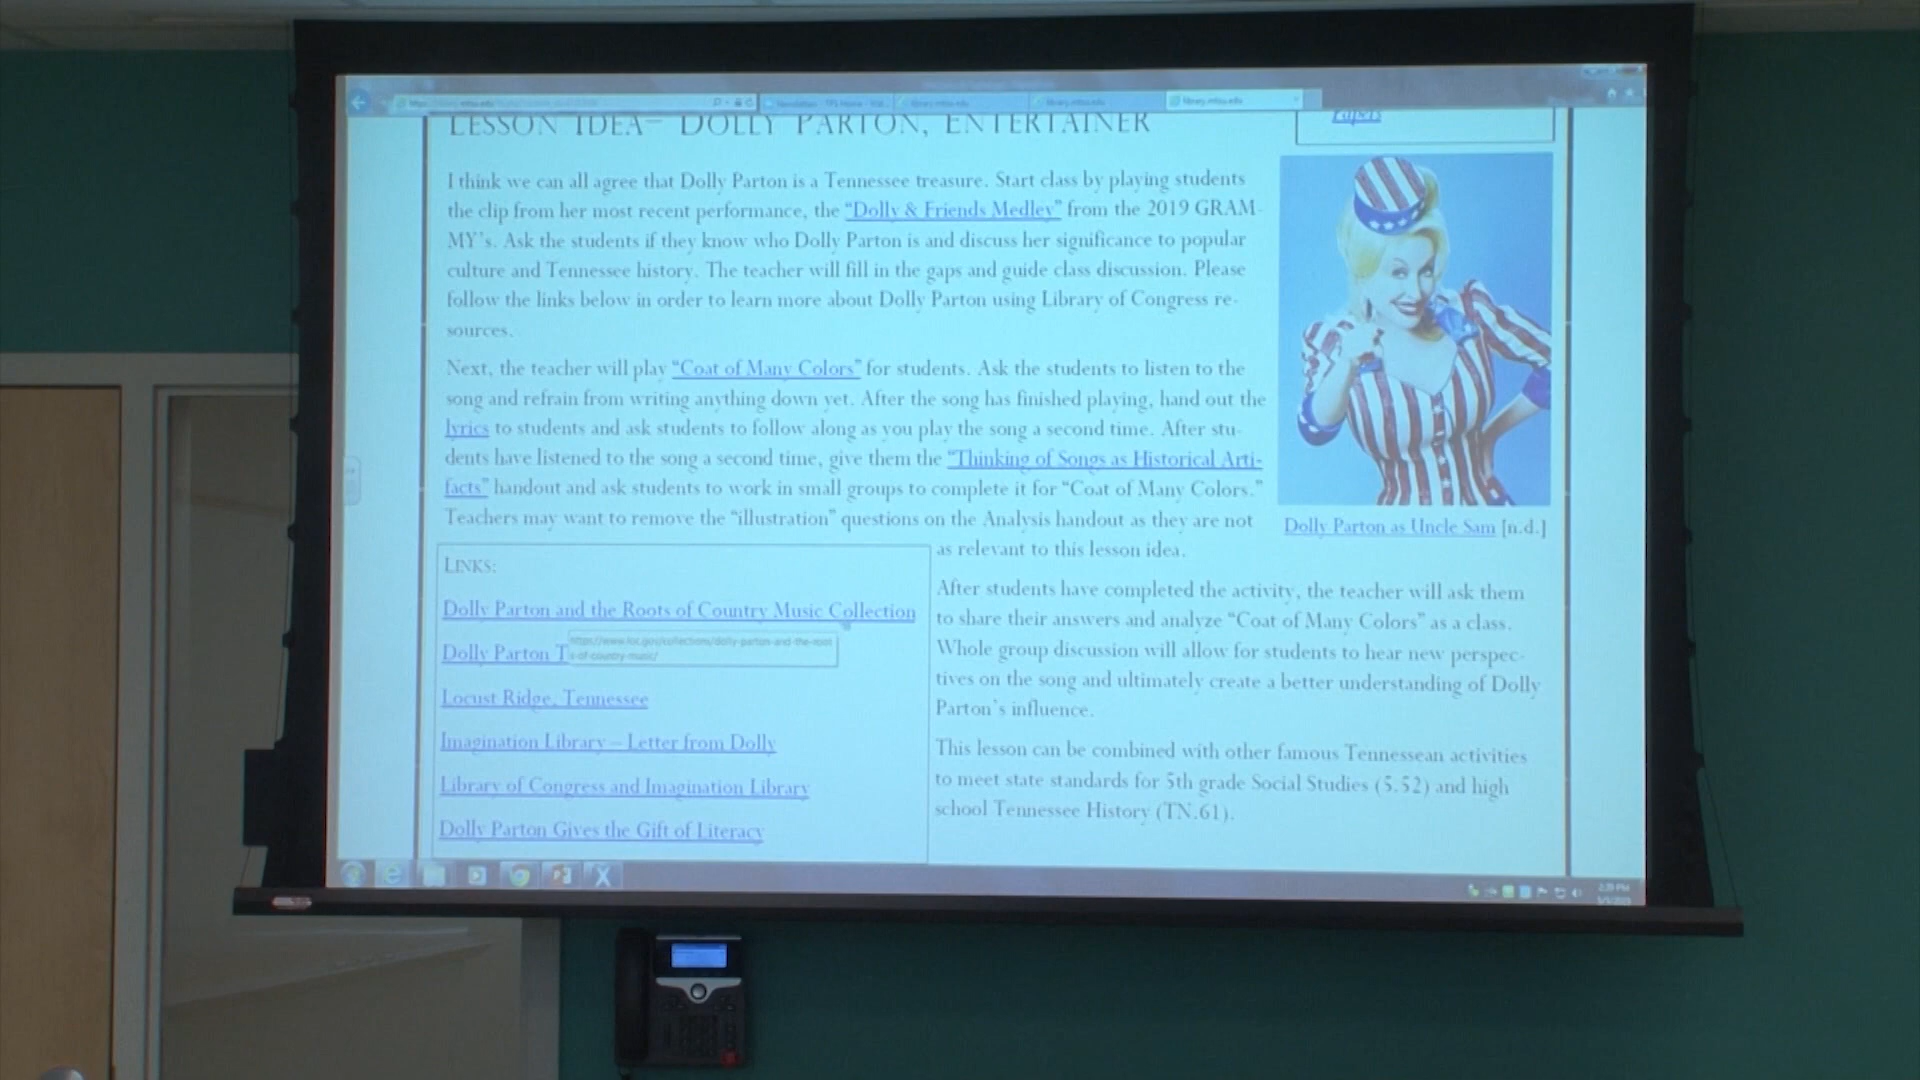 LESSON IDEA— DOLLY PARTON, ENTERTAINER
Papers
I think we can all agree that Dolly Parton is a Tennessee treasure. Start class by playing students
the clip from her most recent performance, the “Dolly & Friends Medley” from the 2019 GRAM-
MY’s. Ask the students if they know who Dolly Parton is and discuss her significance to popular
culture and Tennessee history. The teacher will fill in the gaps and guide class discussion. Please
follow the links below in order to learn more about Dolly Parton using Library of Congress re-
sources.
Next, the teacher will play “Coat of Many Colors” for students. Ask the students to listen to the
song and refrain from writing anything down yet. After the song has finished playing, hand out the
lyrics to students and ask students to follow along as you play the song a second time. After stu-
dents have listened to the song a second time, give them the “Thinking of Songs as Historical Arti-
facts” handout and ask students to work in small groups to complete it for “Coat of Many Colors.”
Teachers may want to remove the “illustration” questions on the Analysis handout as they are not
as relevant to this lesson idea.
Dolly Parton as Uncle Sam [n.d.]
After students have completed the activity, the teacher will ask them
to share their answers and analyze “Coat of Many Colors” as a class.
Whole group discussion will allow for students to hear new perspec-
tives on the song and ultimately create a better understanding of Dolly
Parton’s influence.
This lesson can be combined with other famous Tennessean activities
to meet state standards for 5th grade Social Studies (5.52) and high
school Tennessee History (TN.61).
LINKS:
Dolly Parton and the Roots of Country Music Collection
https://www.loc.gov/collections/dolly-parton-and-the-root
s-of-country-music/
Dolly Parton T
Locust Ridge, Tennessee
Imagination Library – Letter from Dolly
Library of Congress and Imagination Library
Dolly Parton Gives the Gift of Literacy